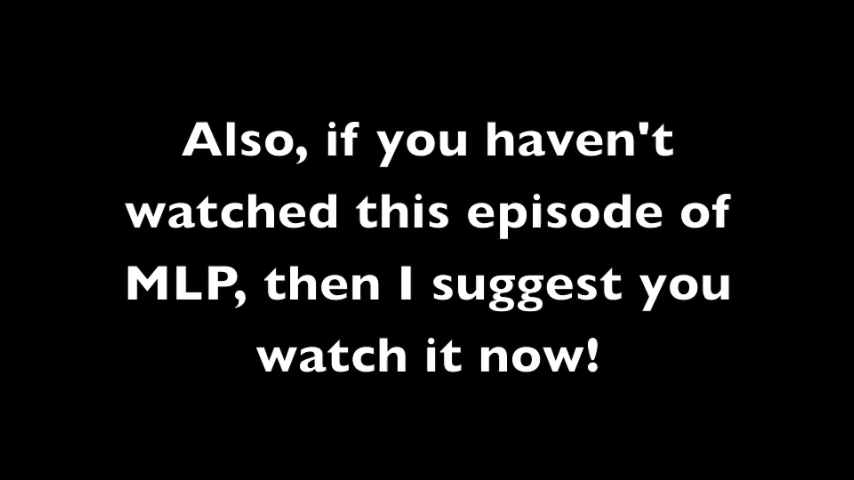 Also, if you haven't
watched this episode of
MLP, then I suggest you
watch it now!